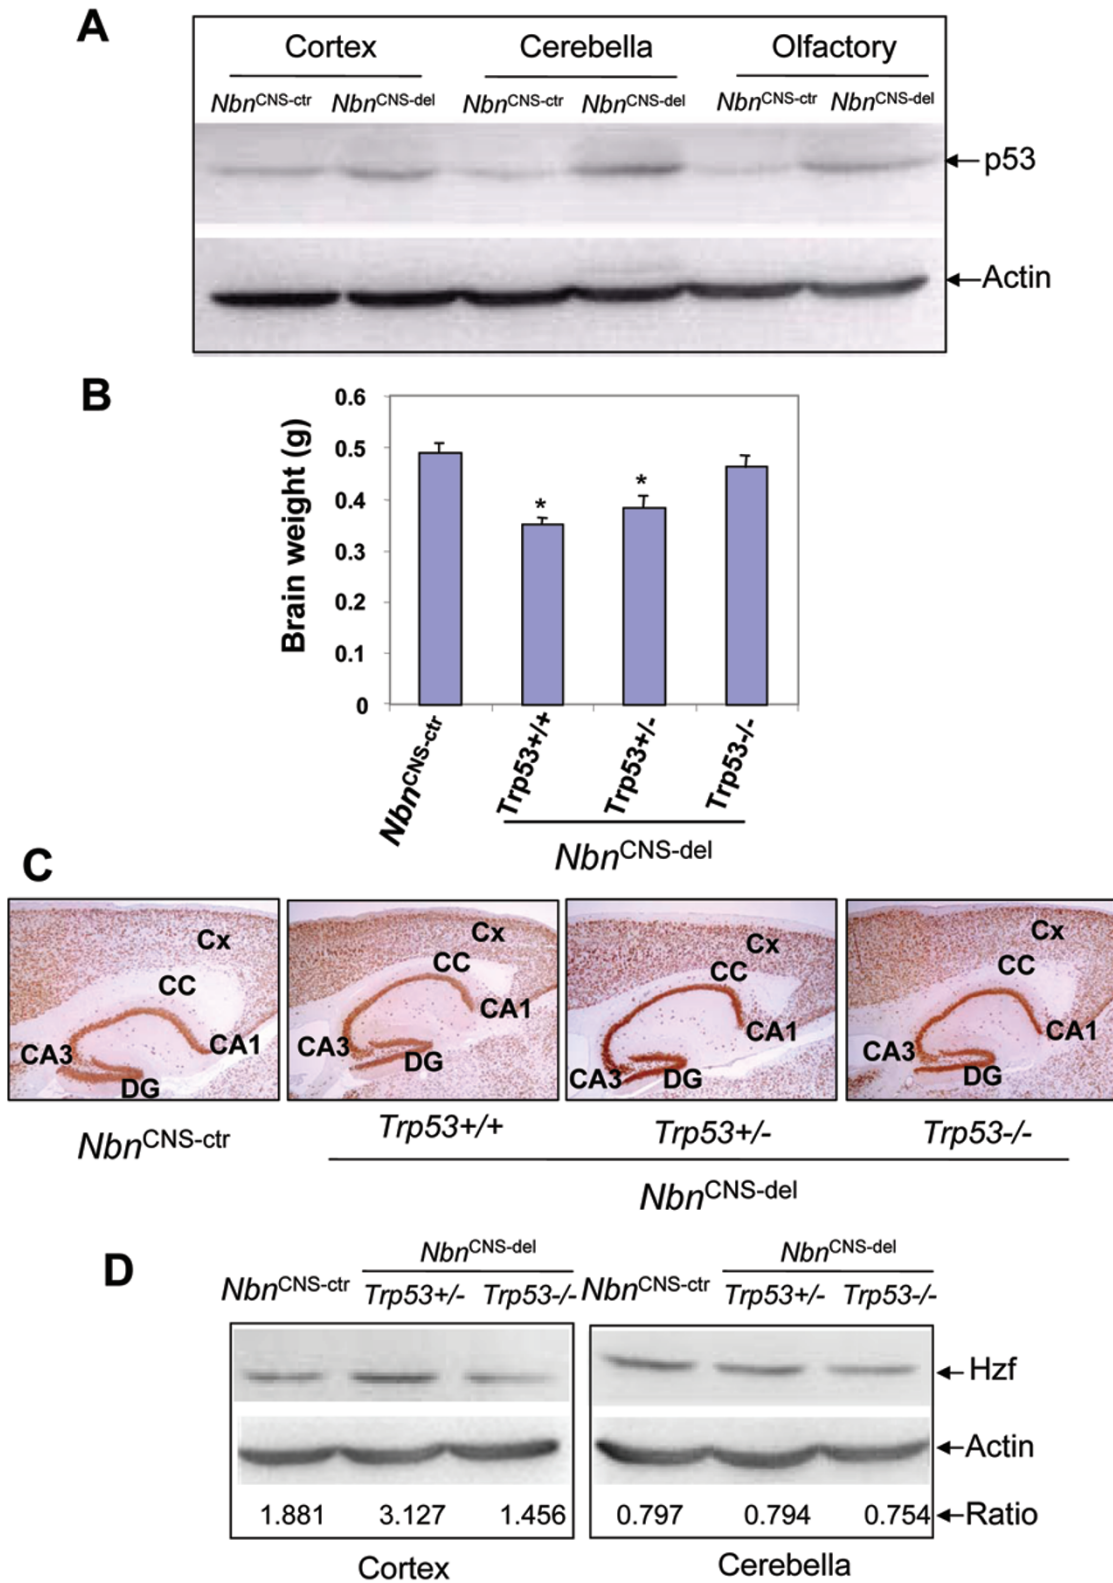 A
Cortex Cerebella Olfactory
NbnCNS-ctr NbnCNS-del NbnCNS-ctr NbnCNS-del NbnCNS-ctr NbnCNS-del
p53
Actin
B
Brain weight (g)
0.6
0.5
0.4
0.3
0.2
0.1
0
* *
NbnCNS-ctr Trp53+/+ Trp53+/- Trp53-/-
NbnCNS-del
C
Cx CC CA3 CA1 DG
Cx CC CA3 CA1 DG
Cx CC CA3 CA1 DG
Cx CC CA3 CA1 DG
NbnCNS-ctr Trp53+/+ Trp53+/- Trp53-/-
NbnCNS-del
D
NbnCNS-del NbnCNS-del
NbnCNS-ctr Trp53+/- Trp53-/- NbnCNS-ctr Trp53+/- Trp53-/-
Hzf
Actin
1.881 3.127 1.456 0.797 0.794 0.754 Ratio
Cortex Cerebella